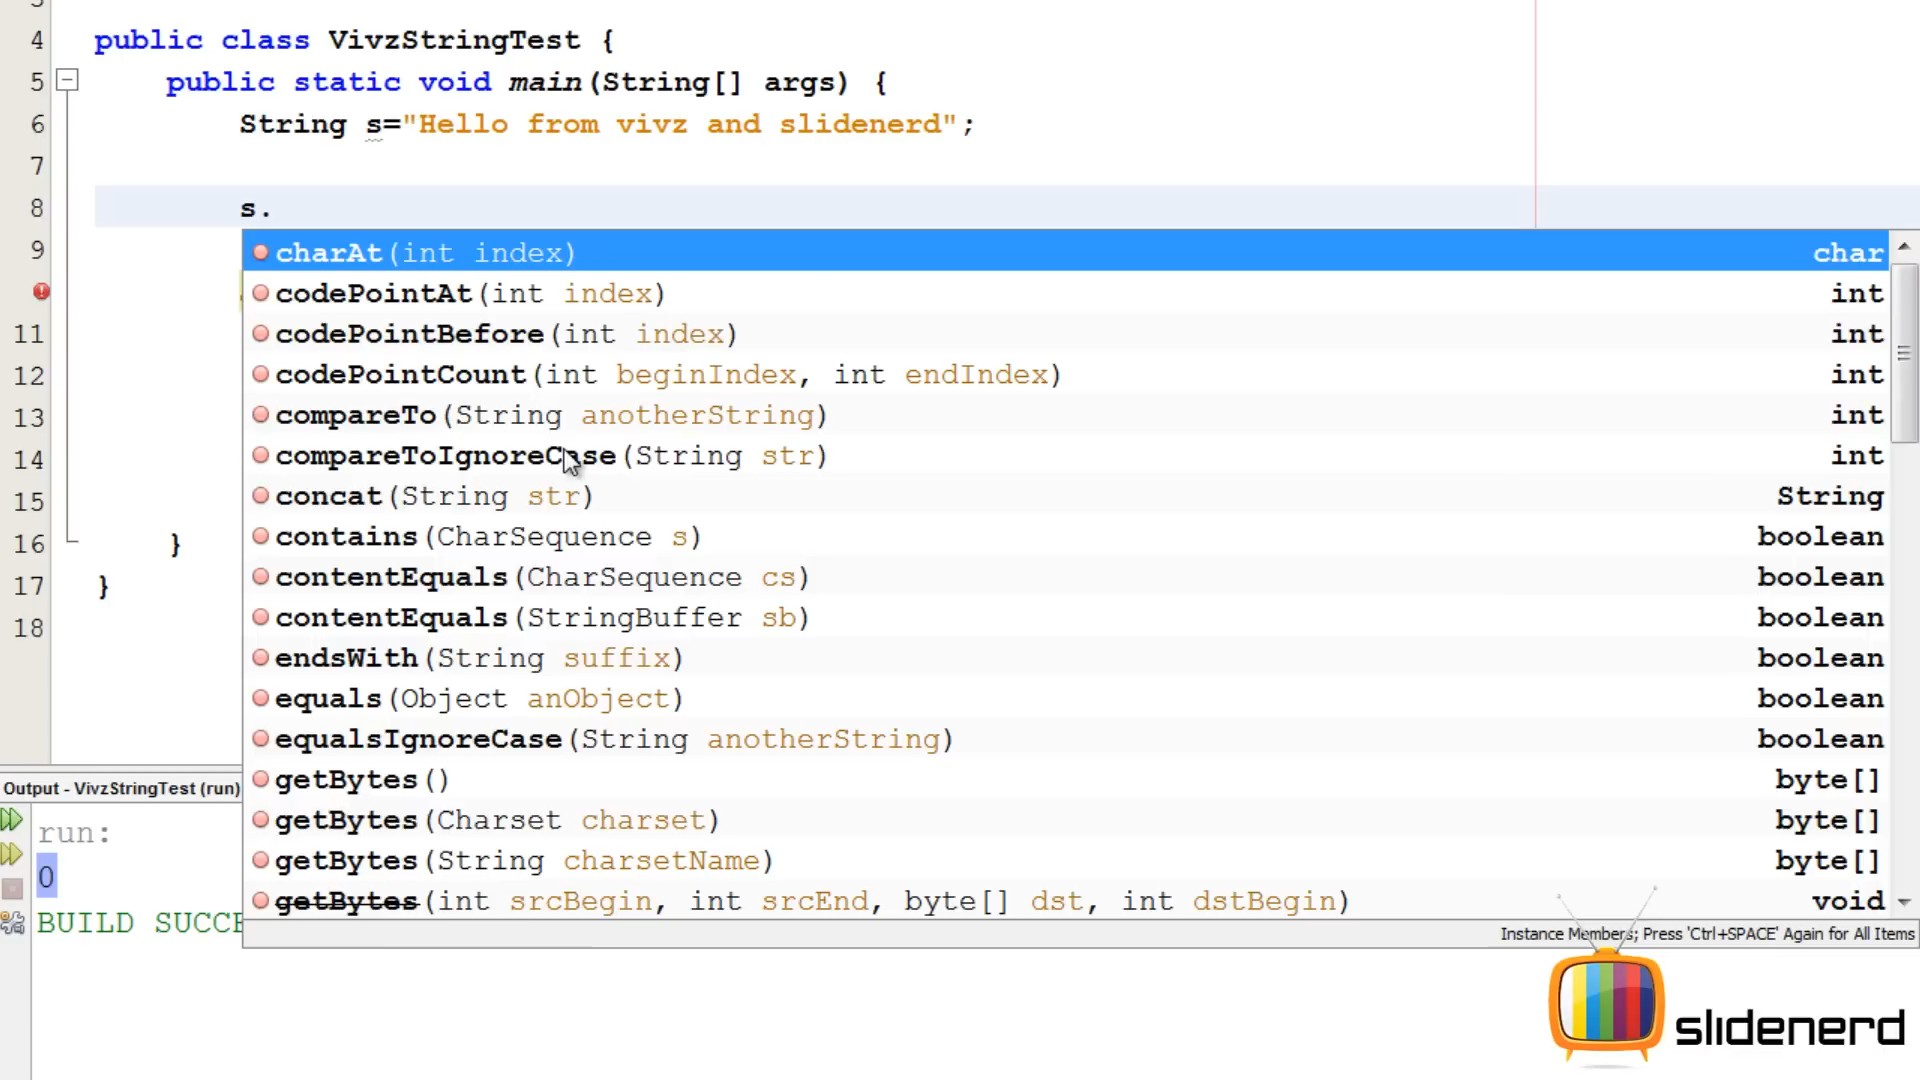 4 public class VivzStringTest {
5 public static void main(String[] args) {
6 String s="Hello from vivz and slidenerd";
7
8 s.
9
11
12
13
14
15
16 }
17 }
18
charAt(int index) char
codePointAt(int index) int
codePointBefore(int index) int
codePointCount(int beginIndex, int endIndex) int
compareTo(String anotherString) int
compareToIgnoreCase(String str) int
concat(String str) String
contains(CharSequence s) boolean
contentEquals(CharSequence cs) boolean
contentEquals(StringBuffer sb) boolean
endsWith(String suffix) boolean
equals(Object anObject) boolean
equalsIgnoreCase(String anotherString) boolean
getBytes() byte[]
getBytes(Charset charset) byte[]
getBytes(String charsetName) byte[]
getBytes(int srcBegin, int srcEnd, byte[] dst, int dstBegin) void
Instance Members; Press 'Ctrl+SPACE' Again for All Items
Output - VivzStringTest (run)
run:
0
BUILD SUCCE
slidenerd